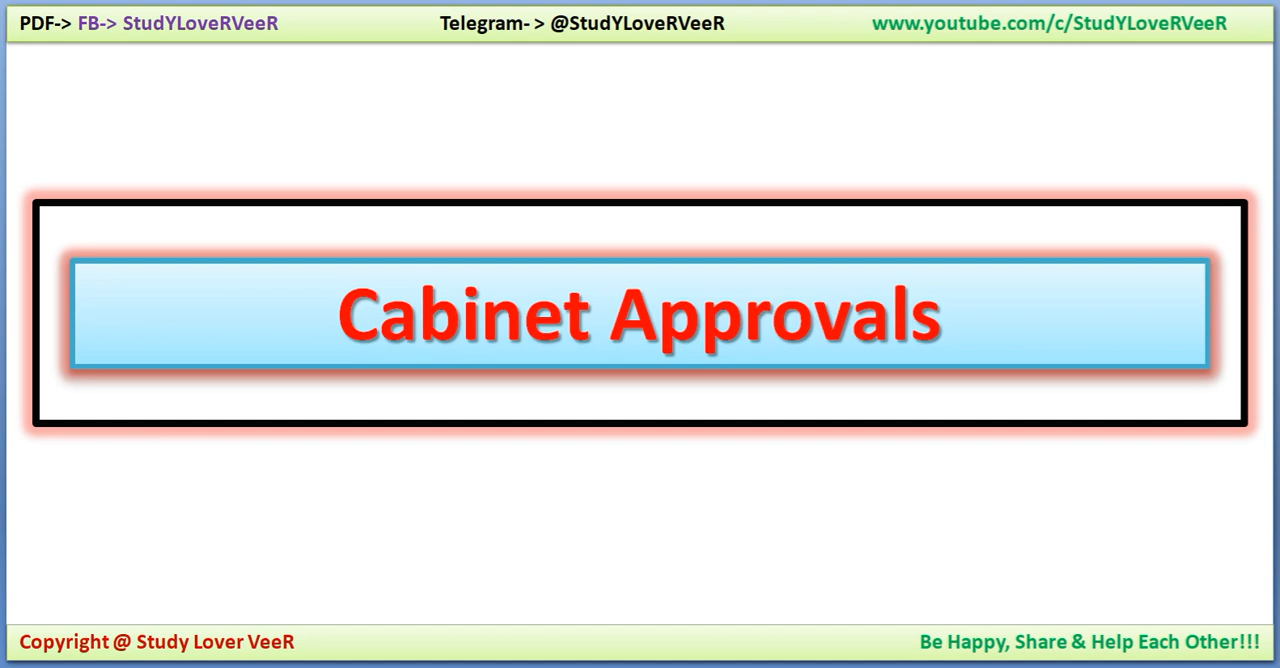 PDF-> FB-> StudYLoveRVeeR Telegram- > @StudYLoveRVeeR www.youtube.com/c/StudYLoveRVeeR
Cabinet Approvals
Copyright @ Study Lover VeeR Be Happy, Share & Help Each Other!!!